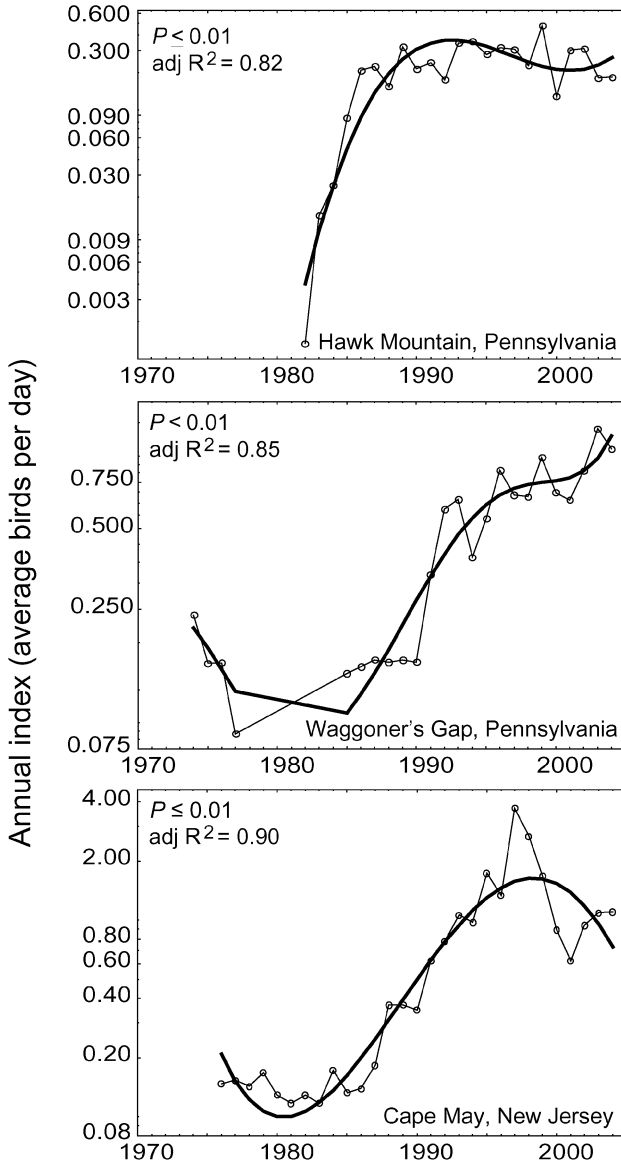 Annual index (average birds per day)
0.600
0.300
0.090
0.060
0.030
0.009
0.006
0.003
P ≤ 0.01
adj R² = 0.82
Hawk Mountain, Pennsylvania
1970 1980 1990 2000
0.750
0.500
0.250
0.075
P < 0.01
adj R² = 0.85
Waggoner's Gap, Pennsylvania
1970 1980 1990 2000
4.00
2.00
0.80
0.60
0.40
0.20
0.08
P ≤ 0.01
adj R² = 0.90
Cape May, New Jersey
1970 1980 1990 2000